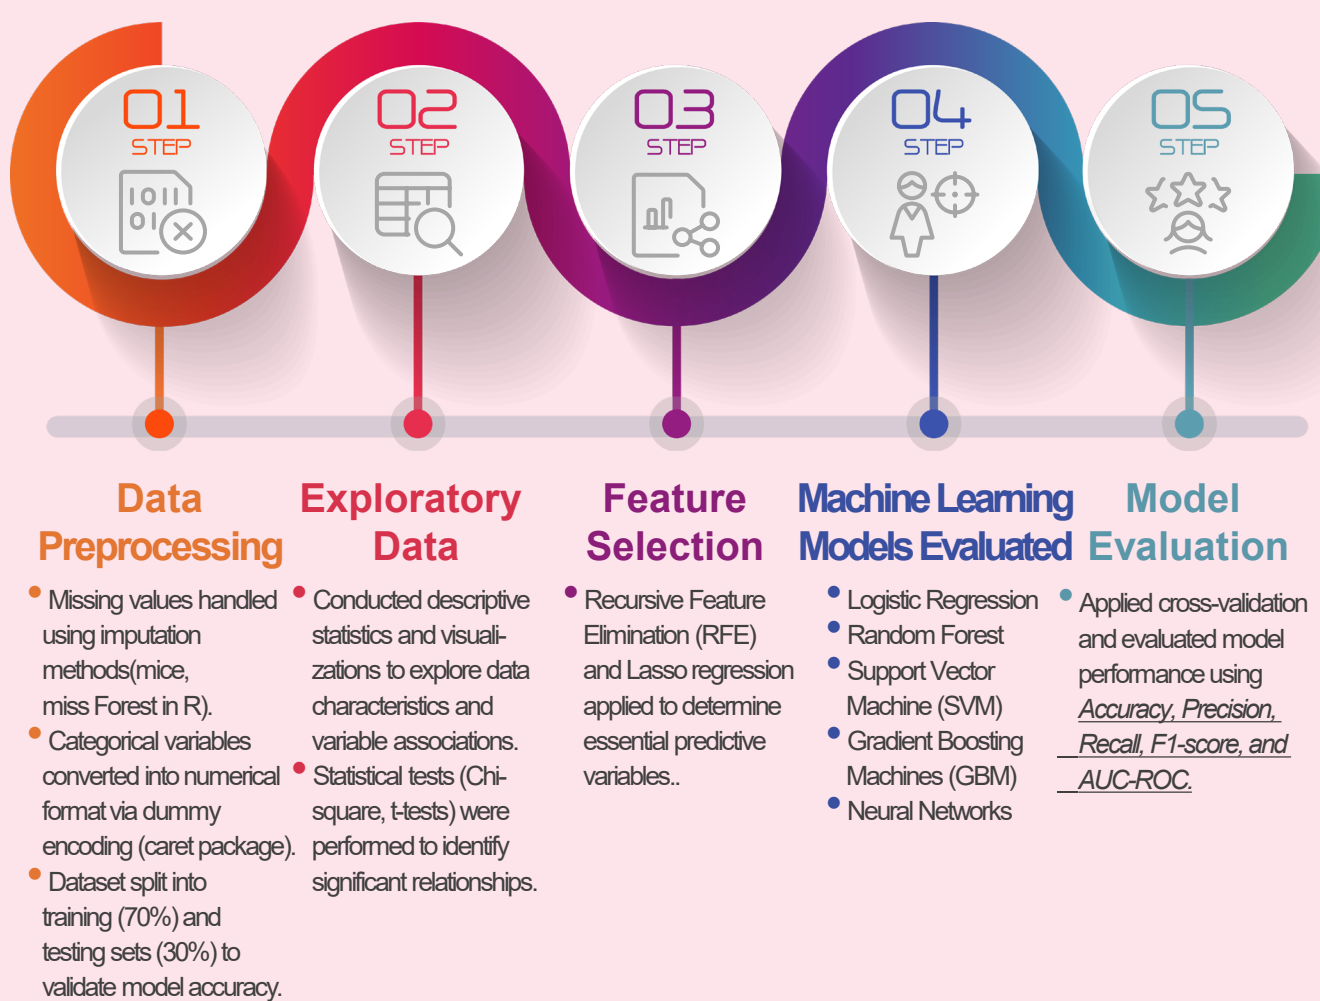 01
STEP
02
STEP
03
STEP
04
STEP
05
STEP
1011
01
Data
Preprocessing
Missing values handled
using imputation
methods(mice,
miss Forest in R).
Categorical variables
converted into numerical
format via dummy
encoding (caret package).
Dataset split into
training (70%) and
testing sets (30%) to
validate model accuracy.
Exploratory
Data
Conducted descriptive
statistics and visuali-
zations to explore data
characteristics and
variable associations.
Statistical tests (Chi-
square, t-tests) were
performed to identify
significant relationships.
Feature
Selection
Recursive Feature
Elimination (RFE)
and Lasso regression
applied to determine
essential predictive
variables..
Machine Learning
Models Evaluated
Logistic Regression
Random Forest
Support Vector
Machine (SVM)
Gradient Boosting
Machines (GBM)
Neural Networks
Model
Evaluation
Applied cross-validation
and evaluated model
performance using
Accuracy, Precision,
Recall, F1-score, and
AUC-ROC.